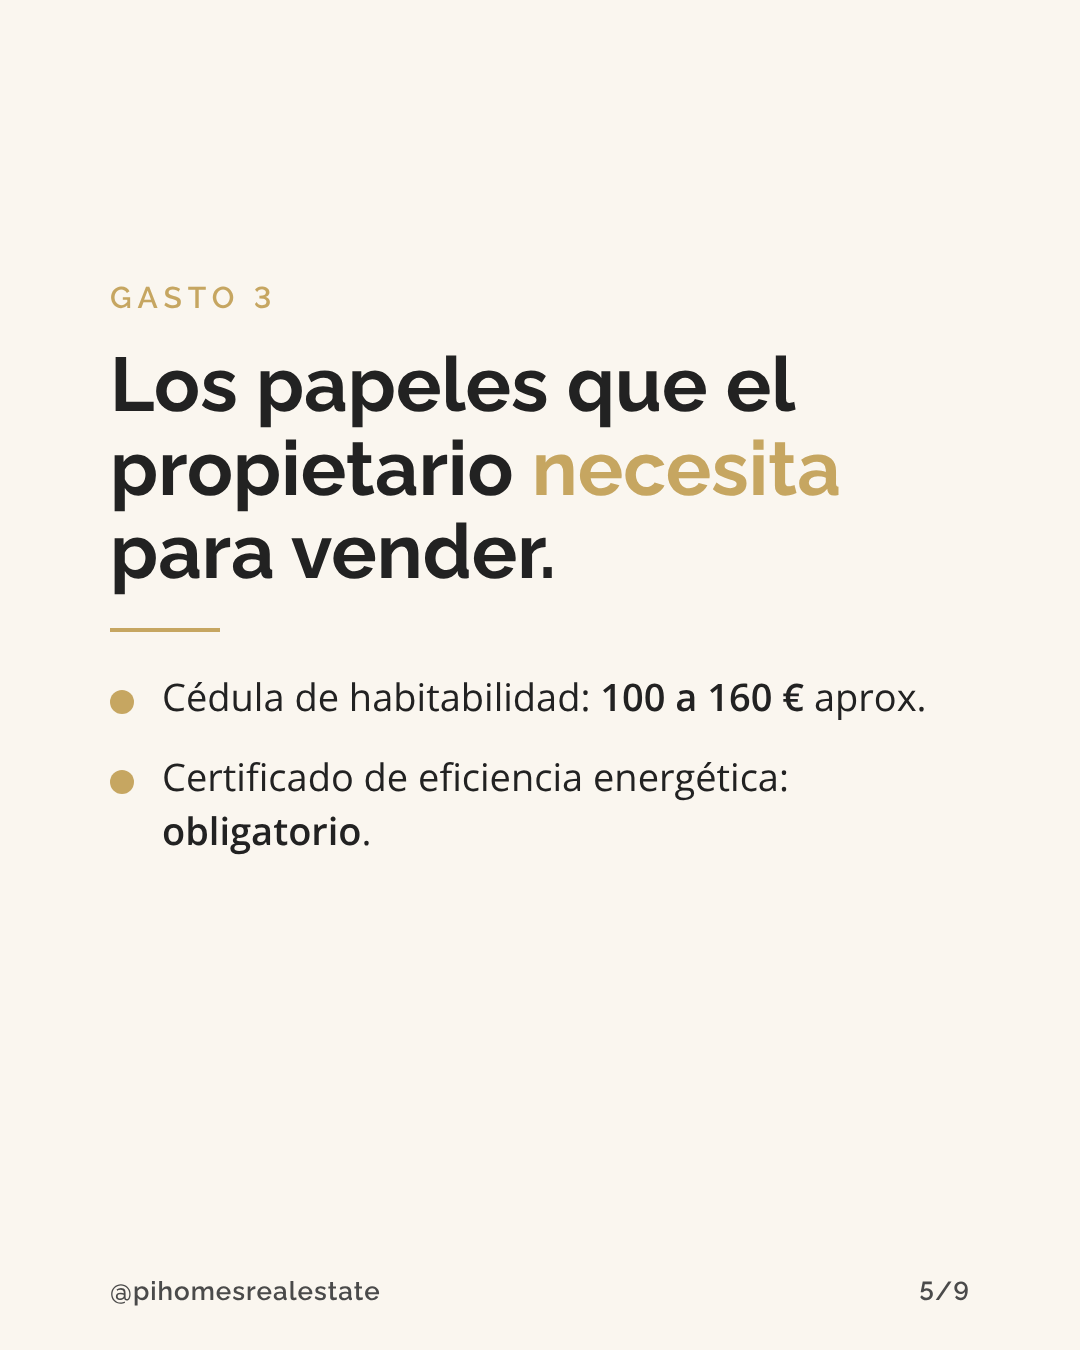 GASTO 3
Los papeles que el
propietario necesita
para vender.
Cédula de habitabilidad: 100 a 160 € aprox.
Certificado de eficiencia energética:
obligatorio.
@pihomesrealestate
5/9